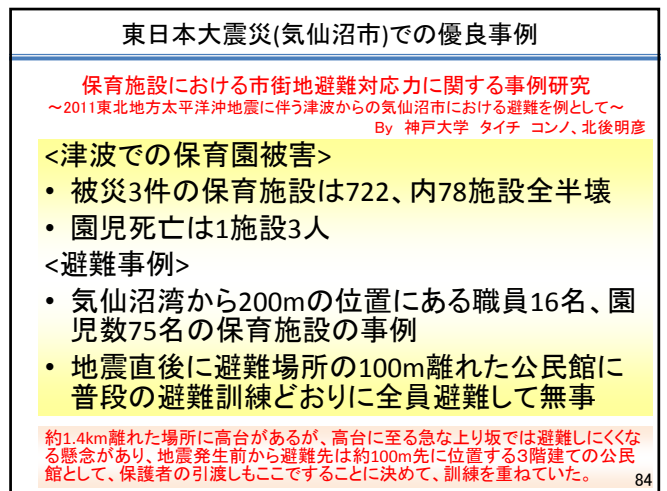 東日本大震災(気仙沼市)での優良事例
保育施設における市街地避難対応力に関する事例研究
～2011東北地方太平洋沖地震に伴う津波からの気仙沼市における避難を例として～
By 神戸大学 タイチ コンノ、北後明彦
<津波での保育園被害>
• 被災3件の保育施設は722、内78施設全半壊
• 園児死亡は1施設3人
<避難事例>
• 気仙沼湾から200mの位置にある職員16名、園
児数75名の保育施設の事例
• 地震直後に避難場所の100m離れた公民館に
普段の避難訓練どおりに全員避難して無事
約1.4km離れた場所に高台があるが、高台に至る急な上り坂では避難しにくくな
る懸念があり、地震発生前から避難先は約100m先に位置する3階建ての公民
館として、保護者の引渡しもここですることに決めて、訓練を重ねていた。
84